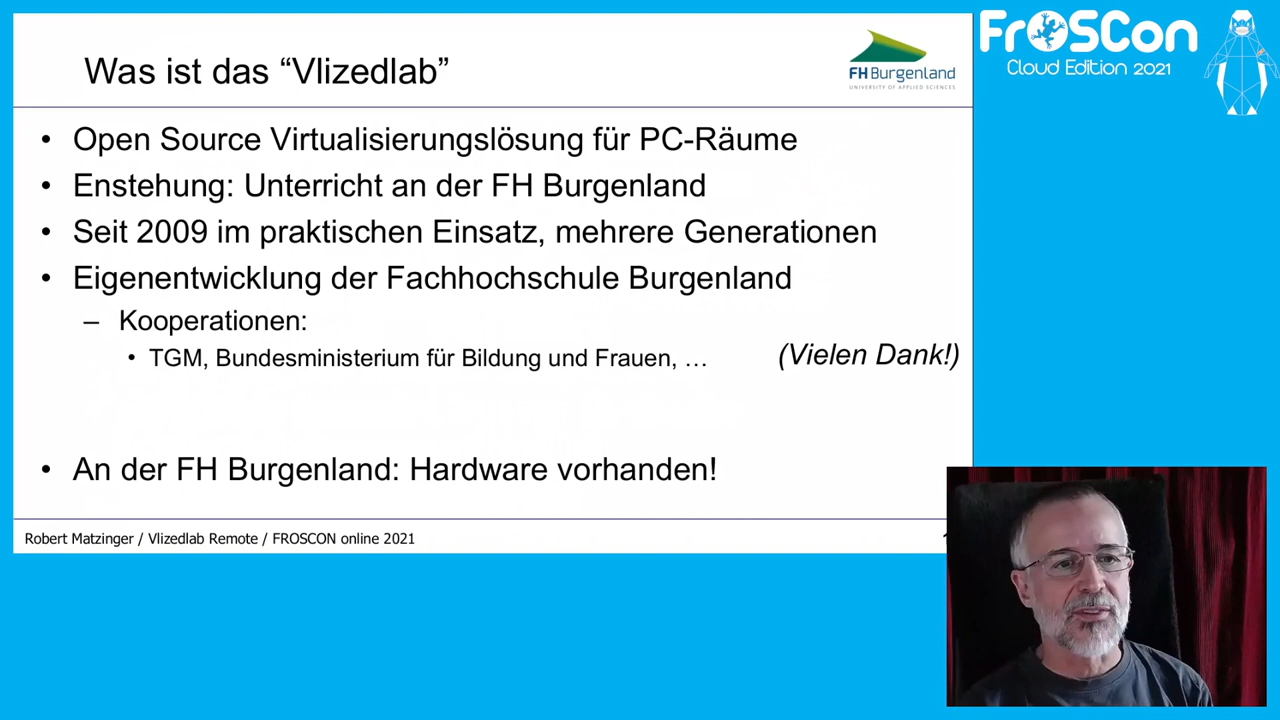 Was ist das “Vlizedlab”
FH Burgenland
UNIVERSITY OF APPLIED SCIENCES
FrOSCon
Cloud Edition 2021
• Open Source Virtualisierungslösung für PC-Räume
• Enstehung: Unterricht an der FH Burgenland
• Seit 2009 im praktischen Einsatz, mehrere Generationen
• Eigenentwicklung der Fachhochschule Burgenland
– Kooperationen:
• TGM, Bundesministerium für Bildung und Frauen, …
(Vielen Dank!)
• An der FH Burgenland: Hardware vorhanden!
Robert Matzinger / Vlizedlab Remote / FROSCON online 2021